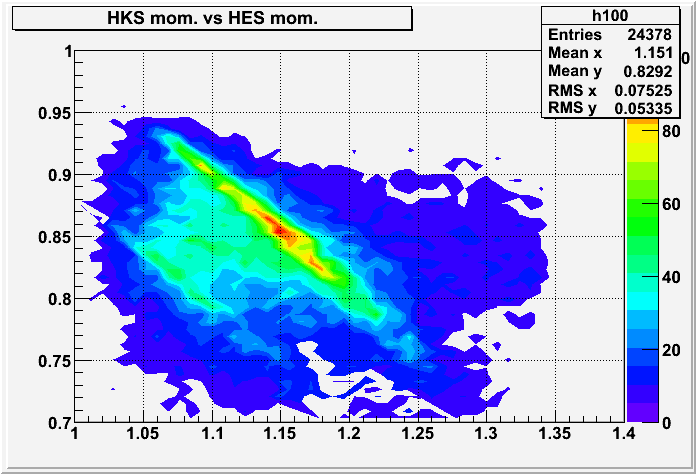 HKS mom. vs HES mom.
h100
Entries 24378
Mean x 1.151
Mean y 0.8292
RMS x 0.07525
RMS y 0.05335
1
0.95
0.9
0.85
0.8
0.75
0.7
1 1.05 1.1 1.15 1.2 1.25 1.3 1.35 1.4
0
80
60
40
20
0